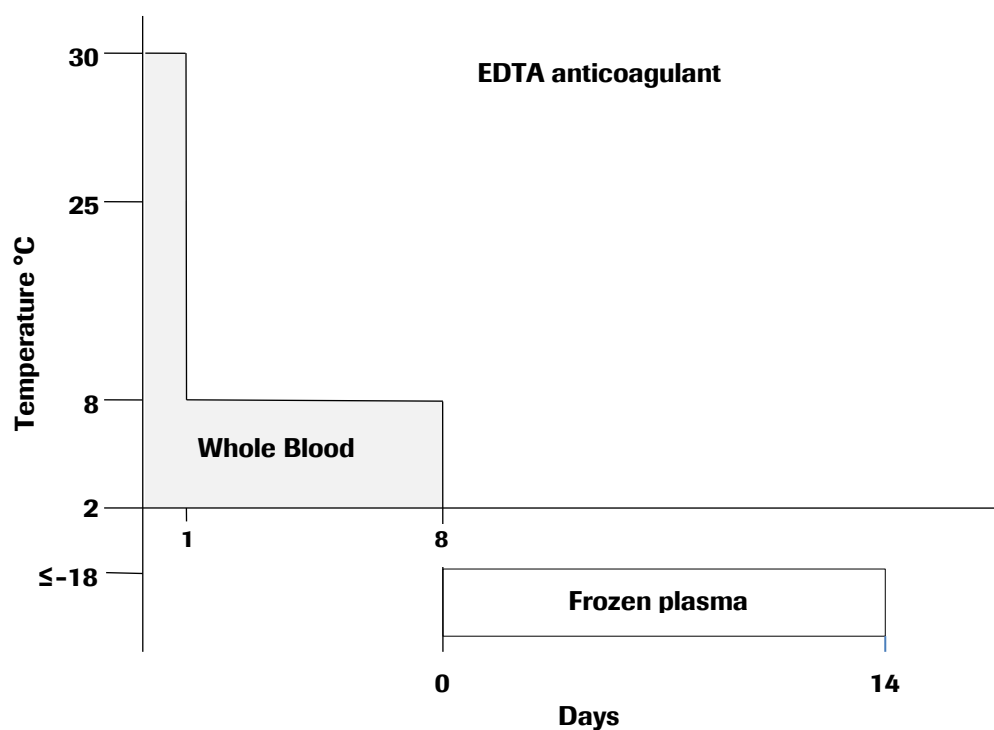 30
EDTA anticoagulant
25
Temperature °C
8
Whole Blood
2
1
8
≤-18
Frozen plasma
0
14
Days